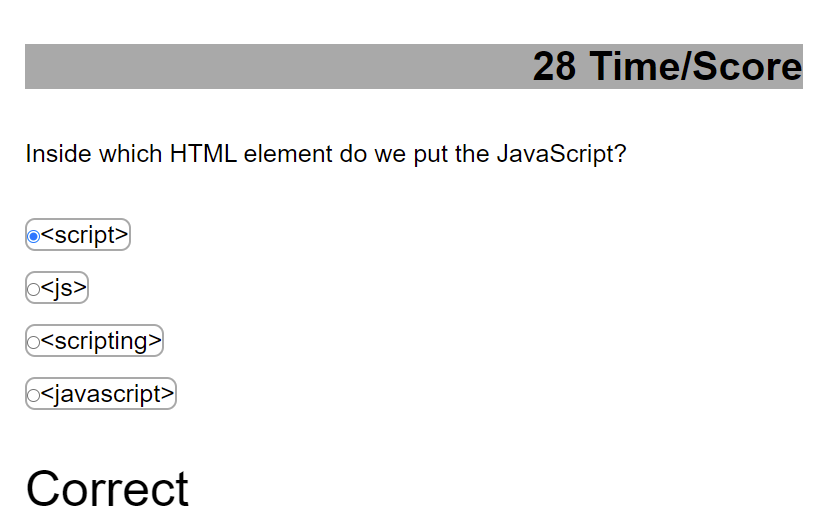 28 Time/Score
Inside which HTML element do we put the JavaScript?
<script>
<js>
<scripting>
<javascript>
Correct